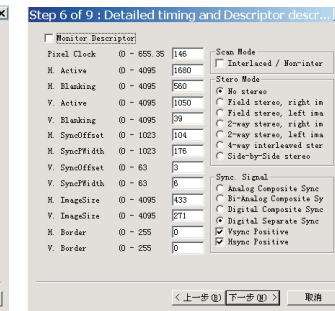 Step 6 of 9 : Detailed timing and Descriptor descr...
Monitor Descriptor
Pixel Clock (0 - 655.35 146
H. Active (0 - 4095 1680
H. Blanking (0 - 4095 560
V. Active (0 - 4095 1050
V. Blanking (0 - 4095 39
H. SyncOffset (0 - 1023 104
H. SyncPWidth (0 - 1023 176
V. SyncOffset (0 - 63 3
V. SyncPWidth (0 - 63 6
H. ImageSize (0 - 4095 433
V. ImageSize (0 - 4095 271
H. Border (0 - 255 0
V. Border (0 - 255 0
Scan Mode
Interlaced / Non-inter
Stero Mode
No stereo
Field stereo, right im
Field stereo, left ima
2-way stereo, right im
2-way stereo, left ima
4-way interleaved ster
Side-by-Side stereo
Sync. Signal
Analog Composite Sync
Bi-Analog Composite Sy
Digital Composite Sync
Digital Separate Sync
Vsync Positive
Hsync Positive
< 上一步(B) 下一步(N) > 取消